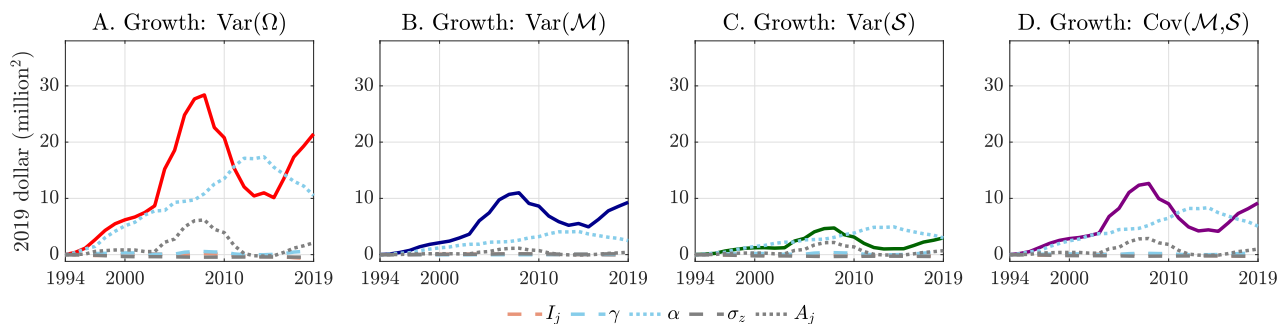 A. Growth: Var(Ω)
B. Growth: Var(ℳ)
C. Growth: Var(𝒮)
D. Growth: Cov(ℳ,𝒮)
2019 dollar (million²)
30
20
10
0
1994 2000 2010 2019
30
20
10
0
1994 2000 2010 2019
30
20
10
0
1994 2000 2010 2019
30
20
10
0
1994 2000 2010 2019
I_j γ α σ_z A_j